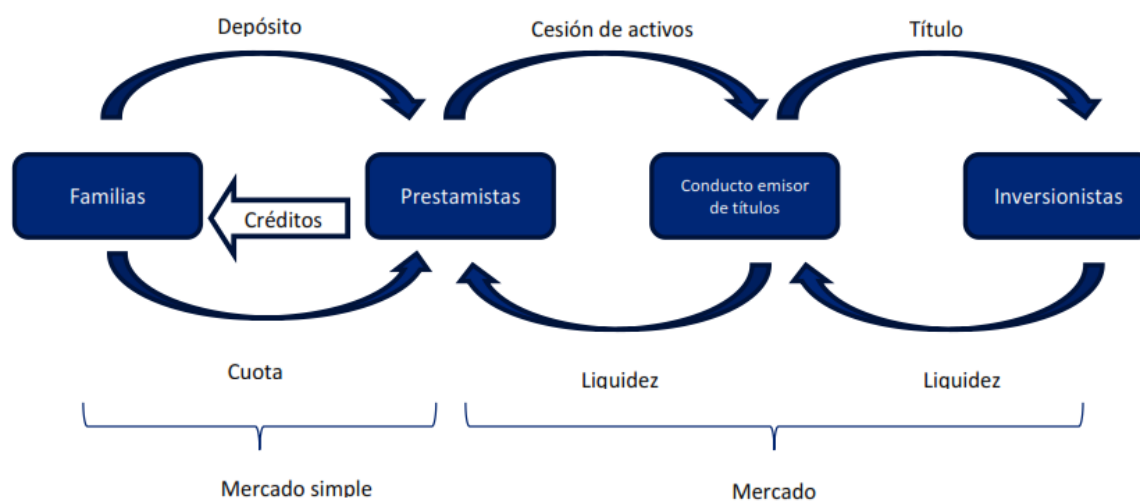 Depósito
Cesión de activos
Título
Familias
Créditos
Prestamistas
Conducto emisor
de títulos
Inversionistas
Cuota
Liquidez
Liquidez
Mercado simple
Mercado